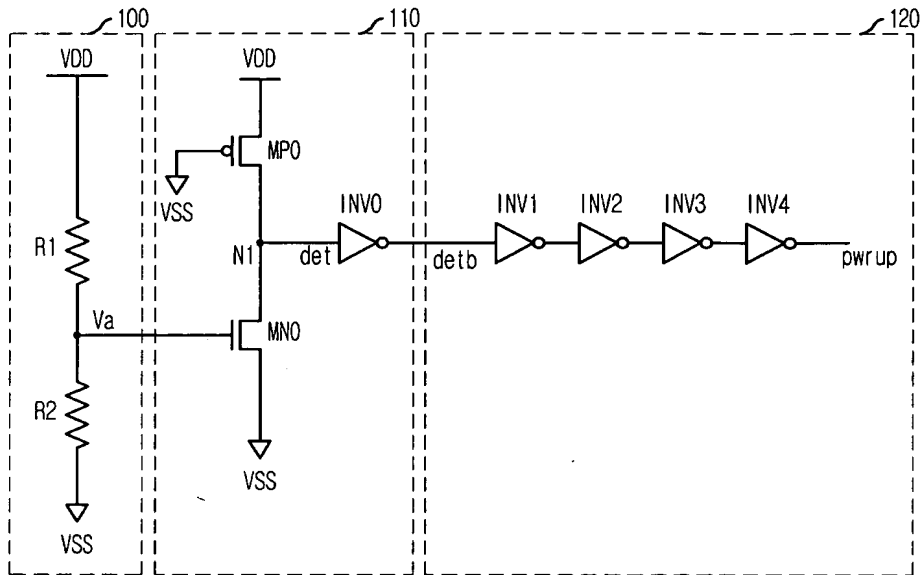 100
110
120
VDD
VDD
MP0
VSS
INV0
INV1
INV2
INV3
INV4
R1
N1
det
detb
pwrup
Va
MN0
R2
VSS
VSS